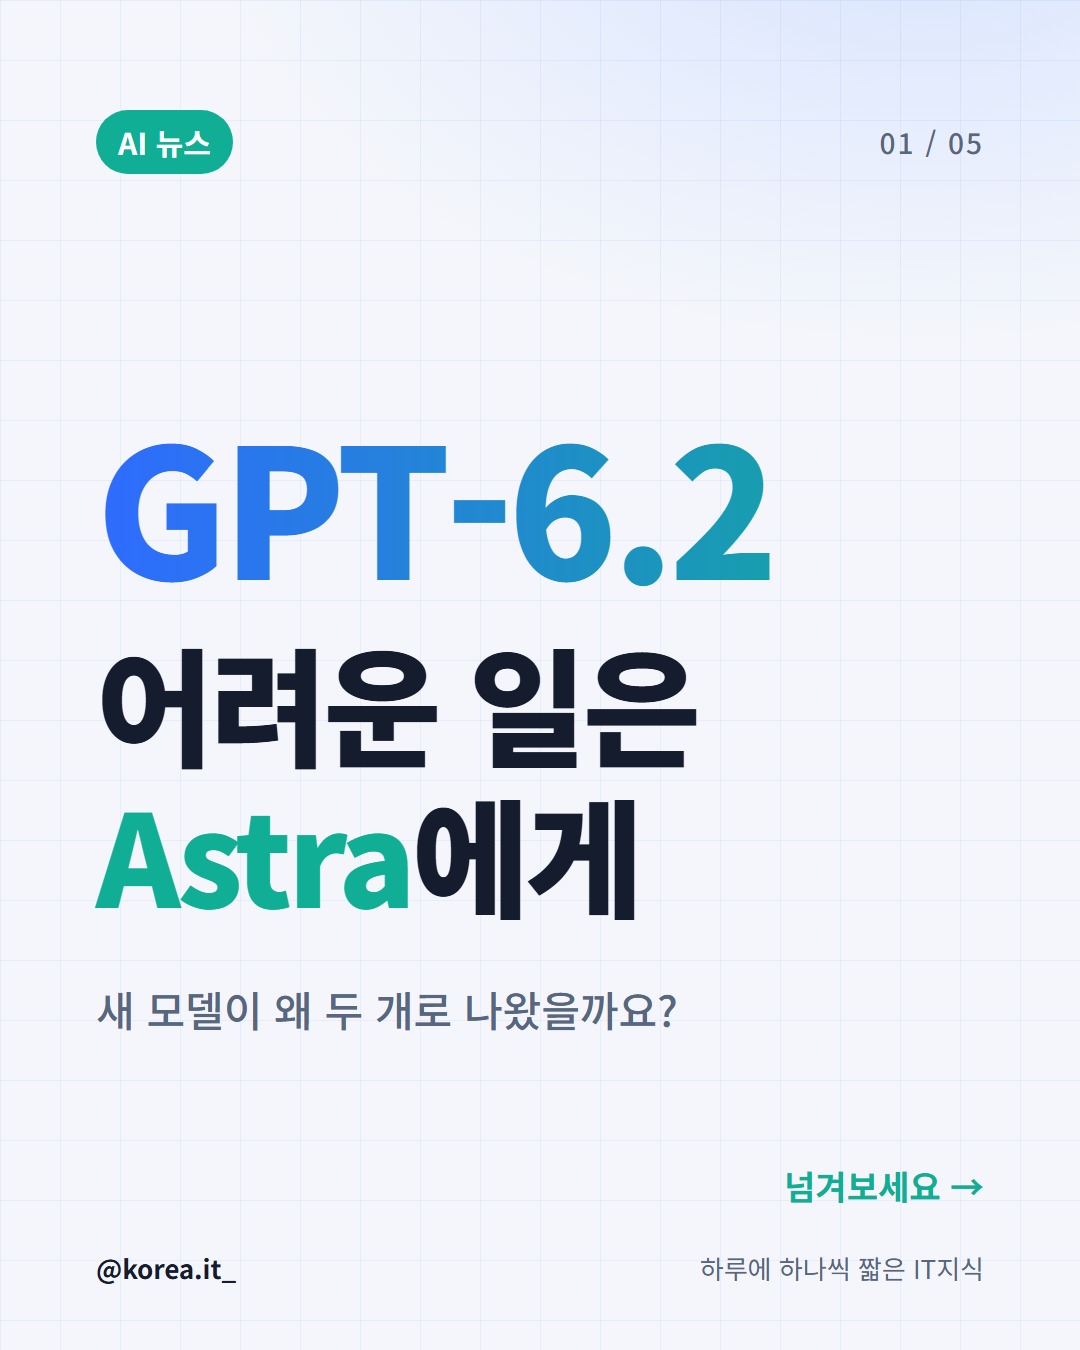 AI 뉴스
01 / 05
GPT-6.2
어려운 일은
Astra에게
새 모델이 왜 두 개로 나왔을까요?
넘겨보세요 →
@korea.it_
하루에 하나씩 짧은 IT지식